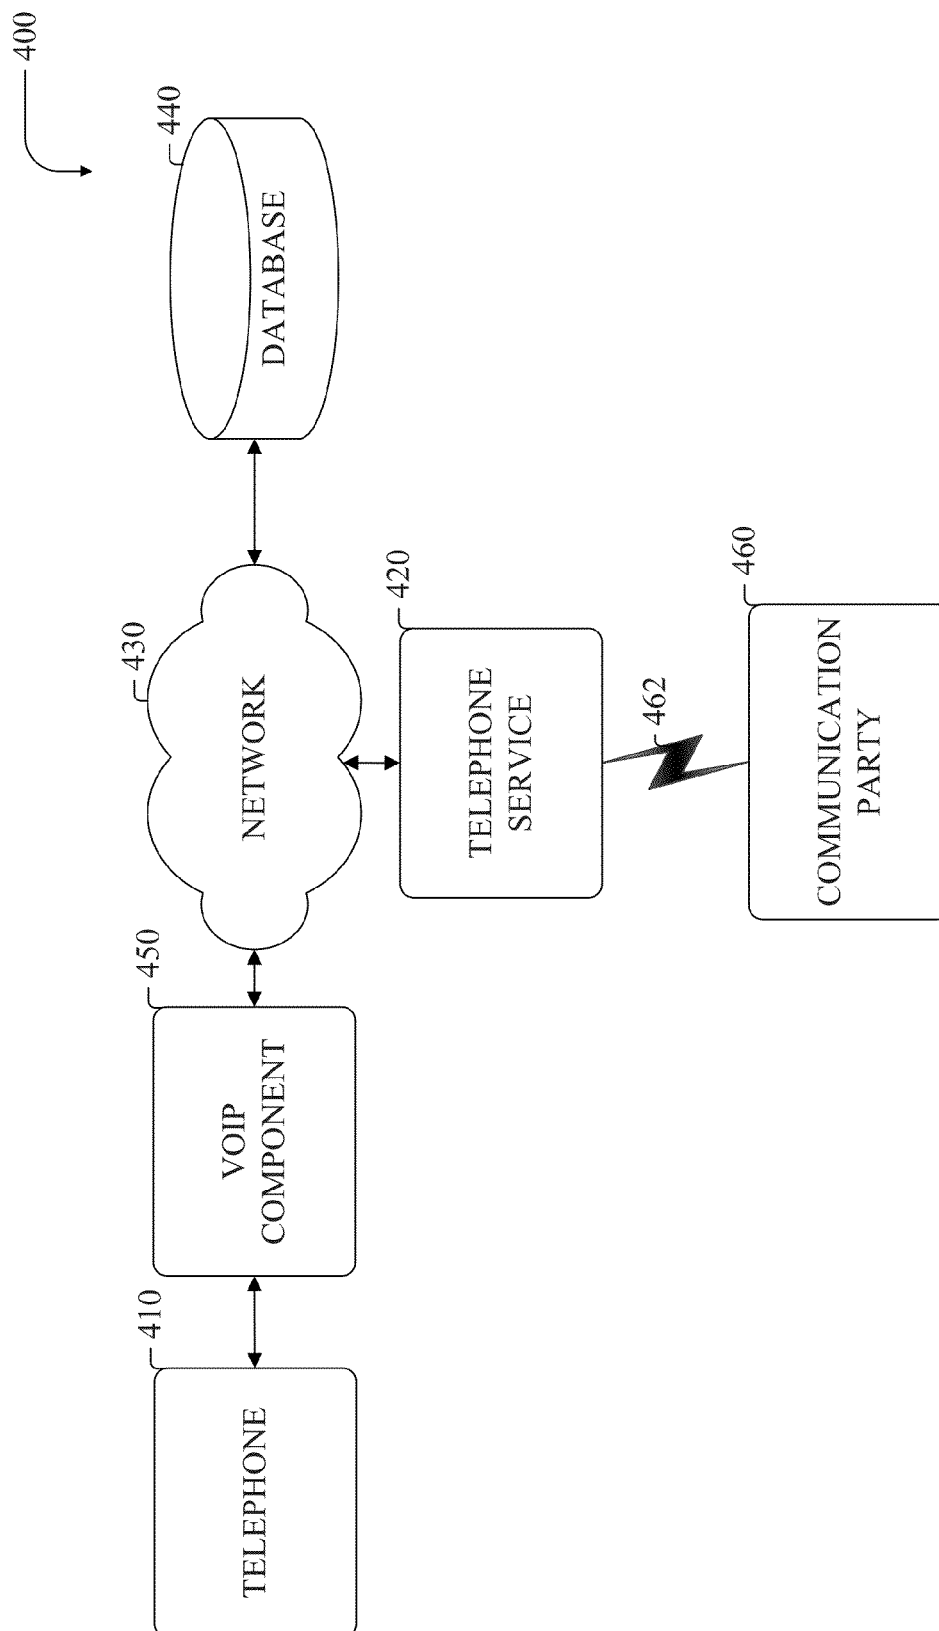 400
440
DATABASE
430
NETWORK
420
TELEPHONE
SERVICE
462
460
COMMUNICATION
PARTY
450
VOIP
COMPONENT
410
TELEPHONE